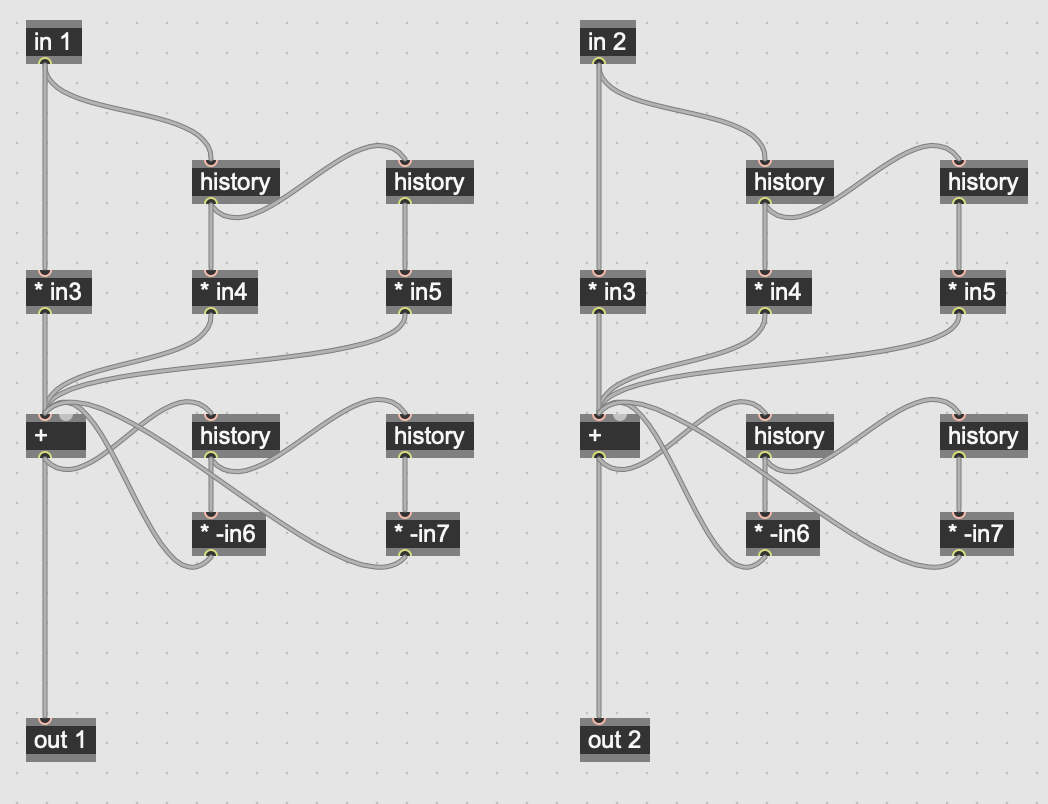 in 1
in 2
history
history
history
history
* in3
* in4
* in5
* in3
* in4
* in5
+
history
history
+
history
history
* -in6
* -in7
* -in6
* -in7
out 1
out 2